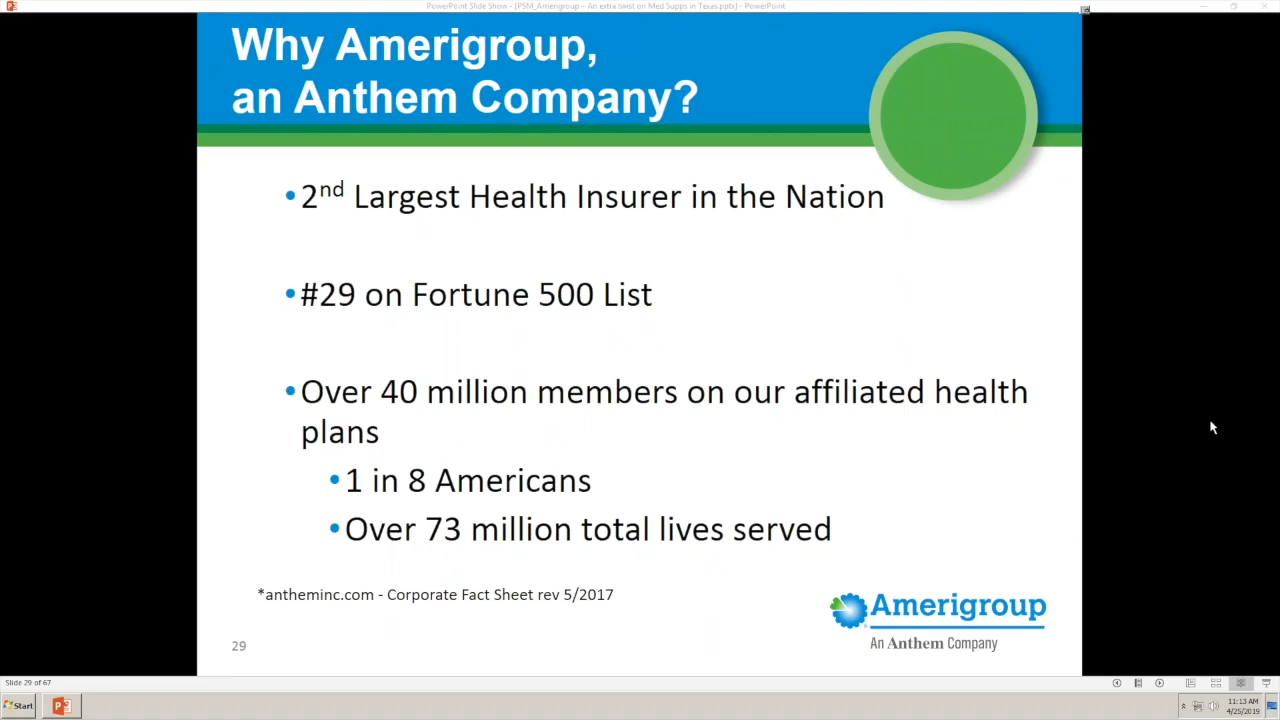 PowerPoint Slide Show - [PSM_Amerigroup – An extra twist on Med Supps in Texas.pptx] - PowerPoint
Why Amerigroup,
an Anthem Company?
•2nd Largest Health Insurer in the Nation
•#29 on Fortune 500 List
•Over 40 million members on our affiliated health
plans
•1 in 8 Americans
•Over 73 million total lives served
*antheminc.com - Corporate Fact Sheet rev 5/2017
Amerigroup
An Anthem Company
29
Slide 29 of 67
Start
11:13 AM
4/25/2019